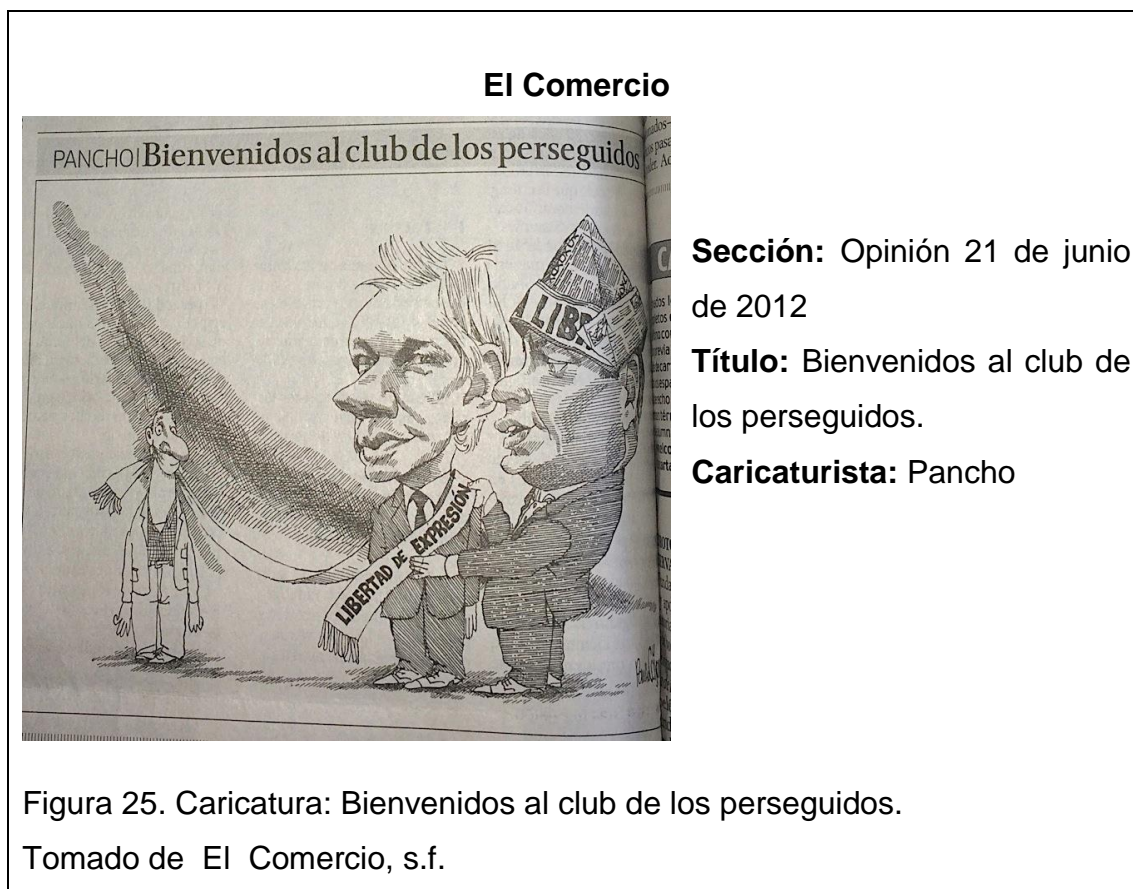 El Comercio
PANCHO|Bienvenidos al club de los perseguidos
LIBR
LIBERTAD DE EXPRESIÓN
Sección: Opinión 21 de junio
de 2012
Título: Bienvenidos al club de
los perseguidos.
Caricaturista: Pancho
Figura 25. Caricatura: Bienvenidos al club de los perseguidos.
Tomado de El Comercio, s.f.